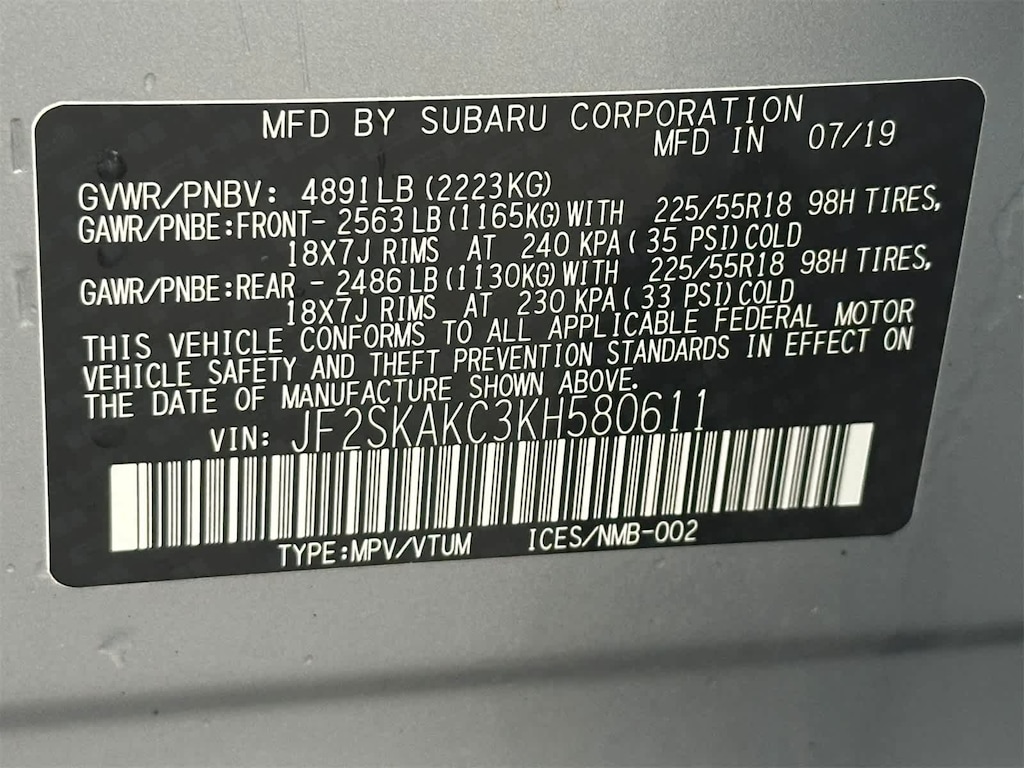 MFD BY SUBARU CORPORATION
MFD IN 07/19
GVWR/PNBV: 4891LB (2223KG)
GAWR/PNBE:FRONT- 2563 LB (1165KG) WITH 225/55R18 98H TIRES,
18X7J RIMS AT 240 KPA ( 35 PSI) COLD
GAWR/PNBE:REAR - 2486 LB (1130KG) WITH 225/55R18 98H TIRES,
18X7J RIMS AT 230 KPA ( 33 PSI) COLD
THIS VEHICLE CONFORMS TO ALL APPLICABLE FEDERAL MOTOR
VEHICLE SAFETY AND THEFT PREVENTION STANDARDS IN EFFECT ON
THE DATE OF MANUFACTURE SHOWN ABOVE.
VIN: JF2SKAKC3KH580611
TYPE:MPV/VTUM ICES/NMB-002